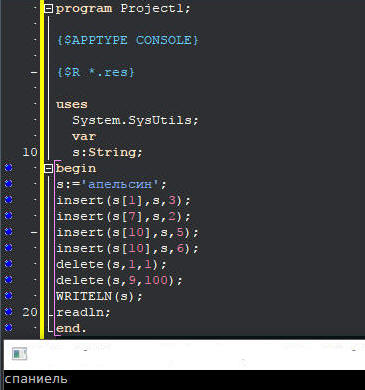 program Project1;
{$APPTYPE CONSOLE}
{$R *.res}
uses
System.SysUtils;
var
10 s:String;
begin
s:='апельсин';
insert(s[1],s,3);
insert(s[7],s,2);
insert(s[10],s,5);
insert(s[10],s,6);
delete(s,1,1);
delete(s,9,100);
WRITELN(s);
20 readln;
end.
спаниель